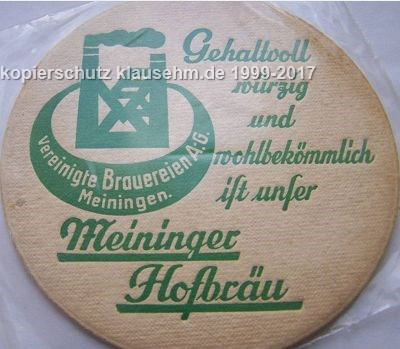 Gehaltvoll
kopierschutz klausehm.de 1999-2017
würzig
und
wohlbekömmlich
ist unser
Vereinigte Brauereien A.G.
Meiningen.
Meininger
Hofbräu